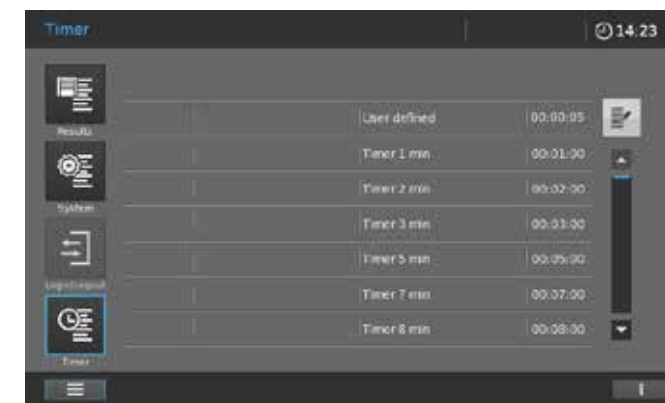 Timer
14.23
Results
User defined 00:00:05
Timer 1 min 00:01:00
System
Timer 2 min 00:02:00
Timer 3 min 00:03:00
Login/Logout
Timer 5 min 00:05:00
Timer 7 min 00:07:00
Timer 8 min 00:08:00
Timer
i